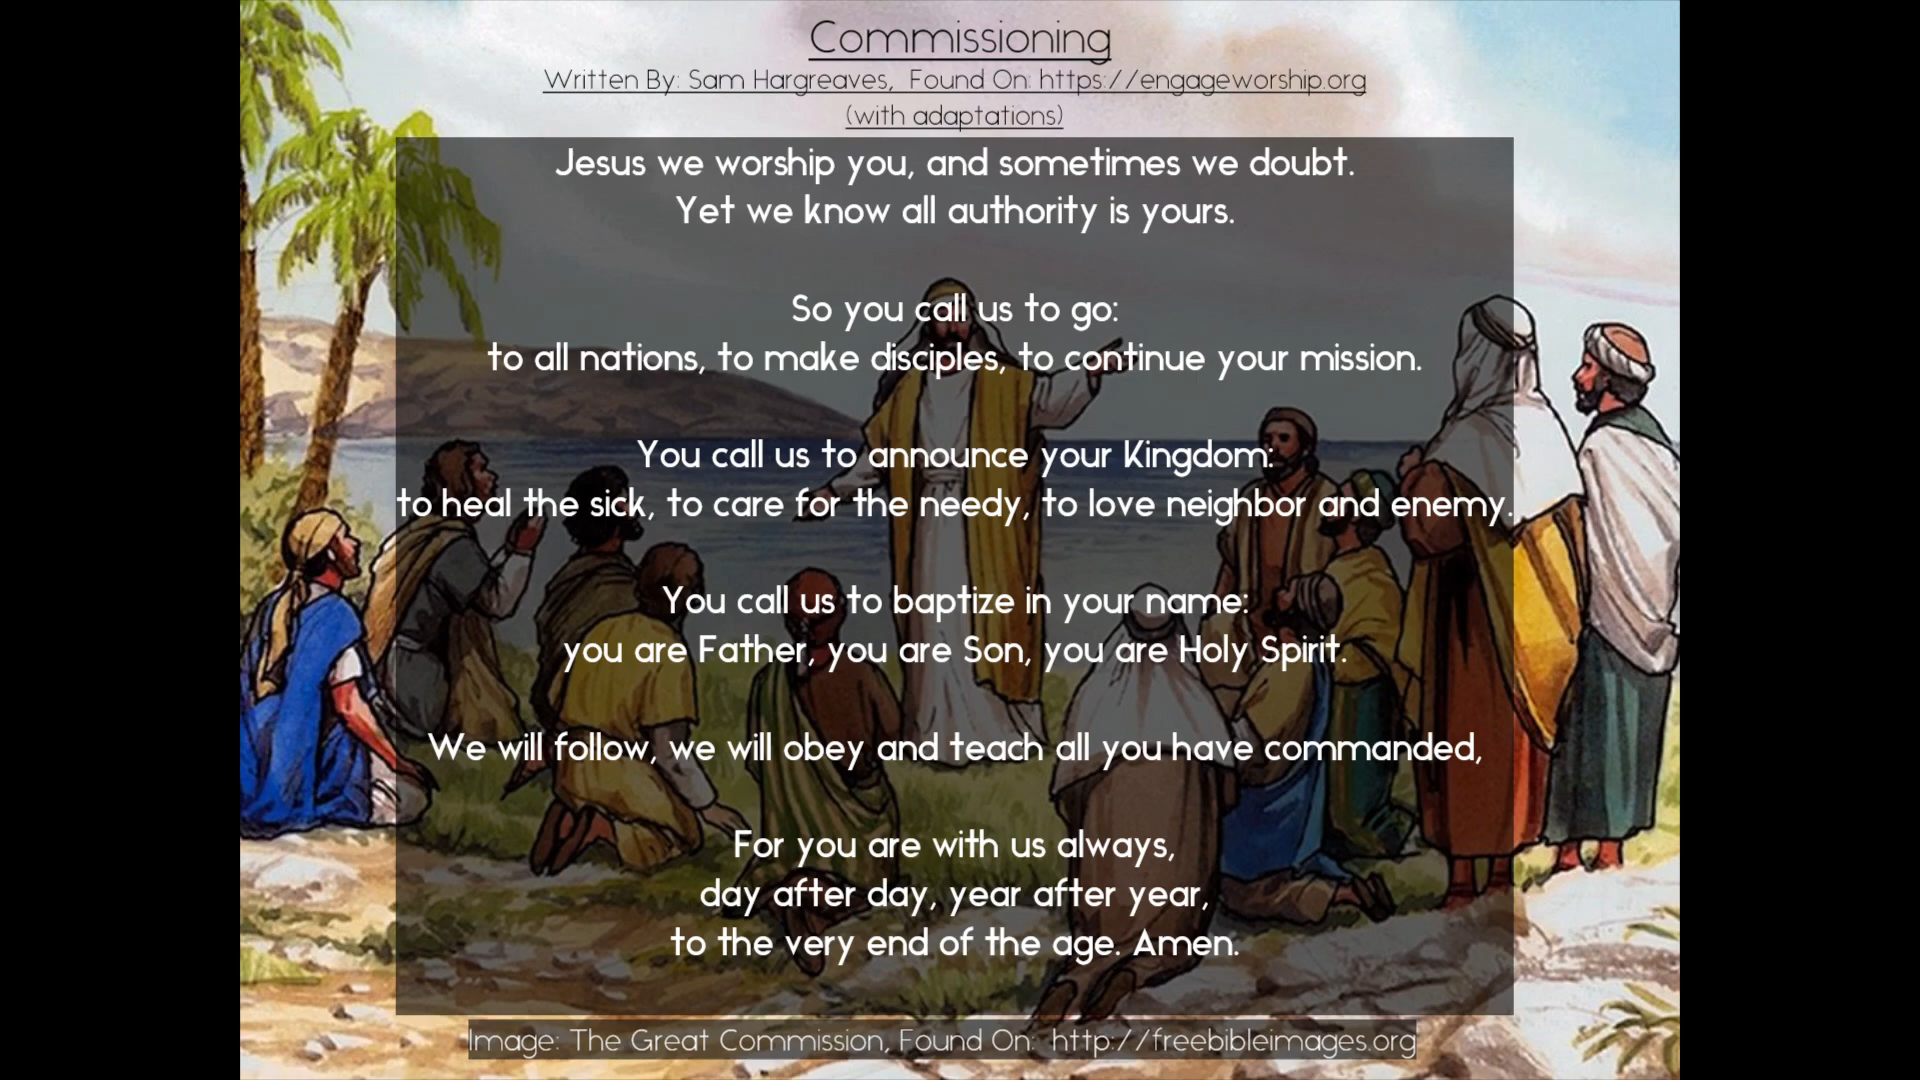 Commissioning
Written By: Sam Hargreaves, Found On: https://engageworship.org
(with adaptations)
Jesus we worship you, and sometimes we doubt.
Yet we know all authority is yours.
So you call us to go:
to all nations, to make disciples, to continue your mission.
You call us to announce your Kingdom:
to heal the sick, to care for the needy, to love neighbor and enemy.
You call us to baptize in your name:
you are Father, you are Son, you are Holy Spirit.
We will follow, we will obey and teach all you have commanded,
For you are with us always,
day after day, year after year,
to the very end of the age. Amen.
Image: The Great Commission, Found On: http://freebibleimages.org